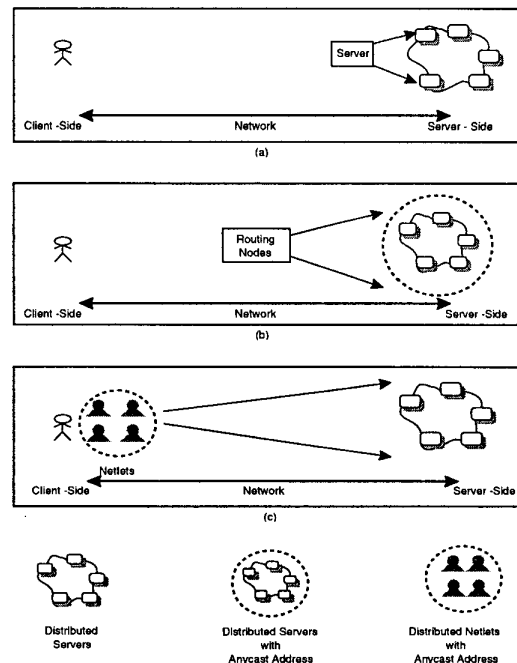 Server
Client -Side
Network
Server - Side
(a)
Routing
Nodes
Client -Side
Network
Server -Side
(b)
Netlets
Client -Side
Network
Server -Side
(c)
Distributed
Servers
Distributed Servers
with
Anycast Address
Distributed Netlets
with
Anycast Address